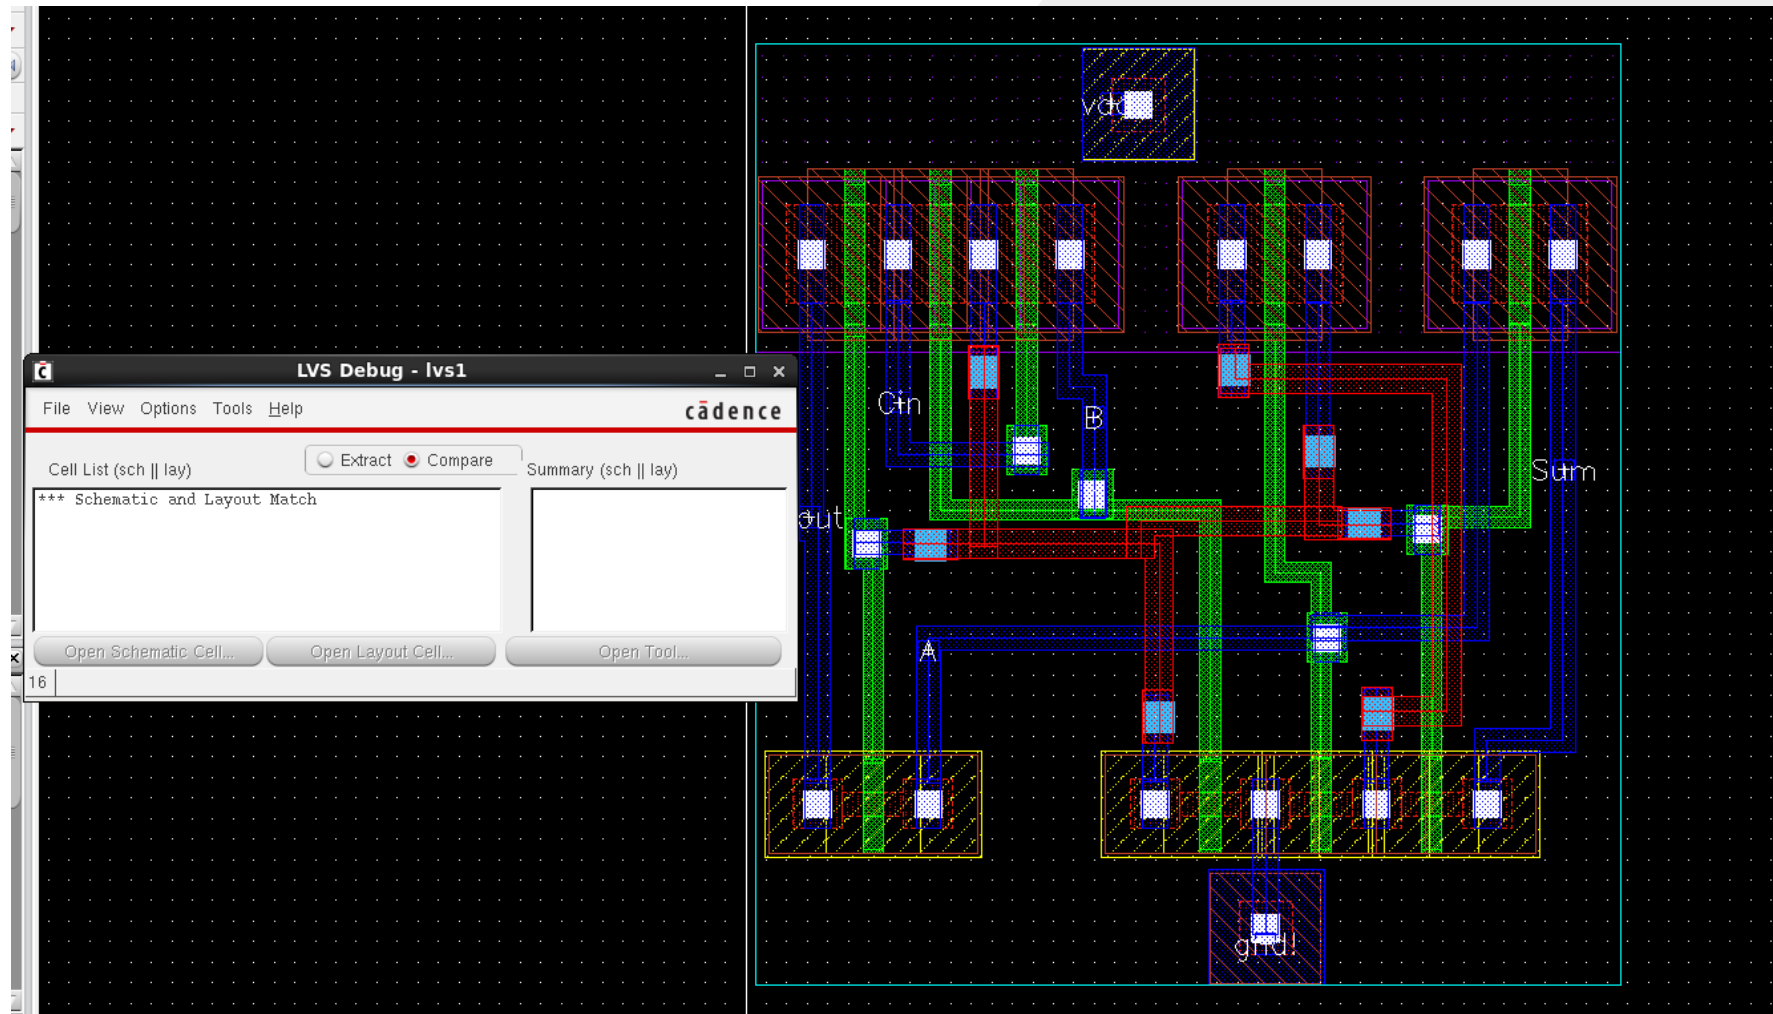 LVS Debug - lvs1
File View Options Tools Help
cādence
Extract Compare
Cell List (sch || lay)
Summary (sch || lay)
*** Schematic and Layout Match
Open Schematic Cell...
Open Layout Cell...
Open Tool...
16
Cin
B
out
Sum
A
gnd!